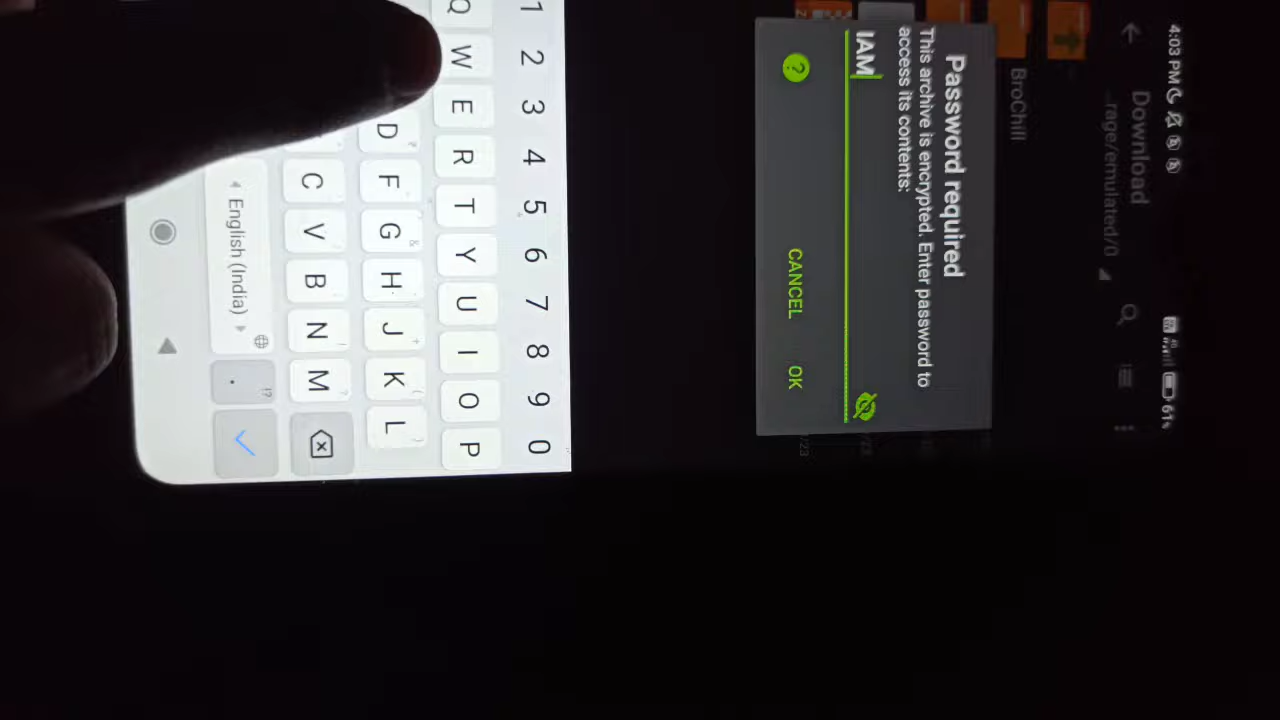 4:03 PM
61%
Download
...rage/emulated/0
BroChill
Password required
This archive is encrypted. Enter password to
access its contents:
IAM
CANCEL OK
1 2 3 4 5 6 7 8 9 0
Q W E R T Y U I O P
D F G H J K L
C V B N M
English (India)
. !?